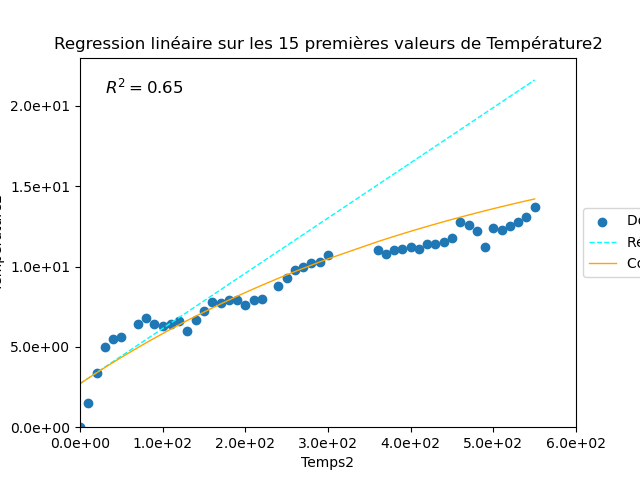 Regression linéaire sur les 15 premières valeurs de Température2
R² = 0.65
2.0e+01
1.5e+01
1.0e+01
5.0e+00
0.0e+00
0.0e+00 1.0e+02 2.0e+02 3.0e+02 4.0e+02 5.0e+02 6.0e+02
Temps2